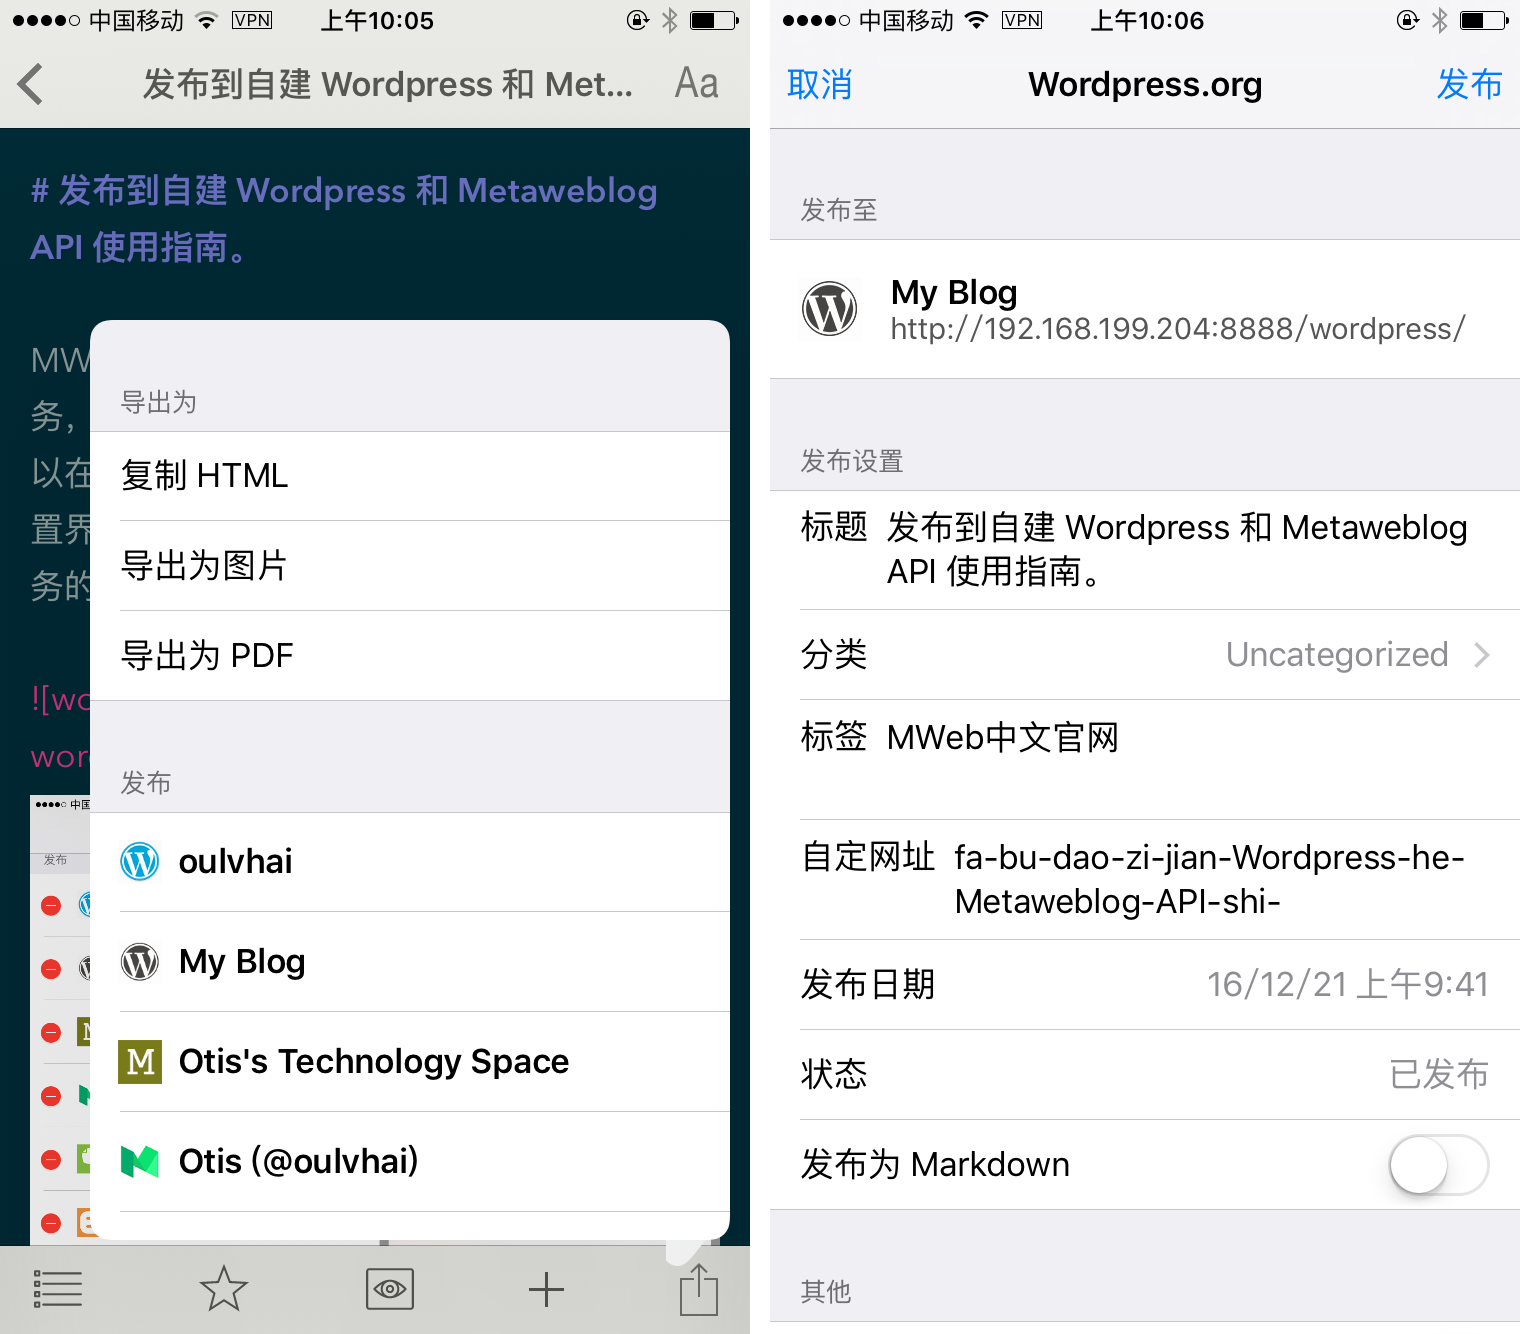 中国移动 VPN 上午10:05
发布到自建 Wordpress 和 Met... Aa
# 发布到自建 Wordpress 和 Metaweblog
API 使用指南。
MW
务，
以在
置界
务的
![wo
wor
中国
发布
导出为
复制 HTML
导出为图片
导出为 PDF
发布
oulvhai
My Blog
M Otis's Technology Space
Otis (@oulvhai)
中国移动 VPN 上午10:06
取消 Wordpress.org 发布
发布至
My Blog
http://192.168.199.204:8888/wordpress/
发布设置
标题 发布到自建 Wordpress 和 Metaweblog
API 使用指南。
分类 Uncategorized
标签 MWeb中文官网
自定网址 fa-bu-dao-zi-jian-Wordpress-he-
Metaweblog-API-shi-
发布日期 16/12/21 上午9:41
状态 已发布
发布为 Markdown
其他